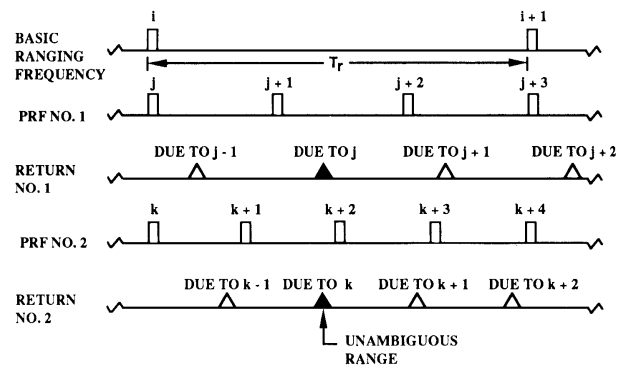 i i + 1
BASIC
RANGING
FREQUENCY
Tr
j j + 1 j + 2 j + 3
PRF NO. 1
DUE TO j - 1 DUE TO j DUE TO j + 1 DUE TO j + 2
RETURN
NO. 1
k k + 1 k + 2 k + 3 k + 4
PRF NO. 2
DUE TO k - 1 DUE TO k DUE TO k + 1 DUE TO k + 2
RETURN
NO. 2
UNAMBIGUOUS
RANGE